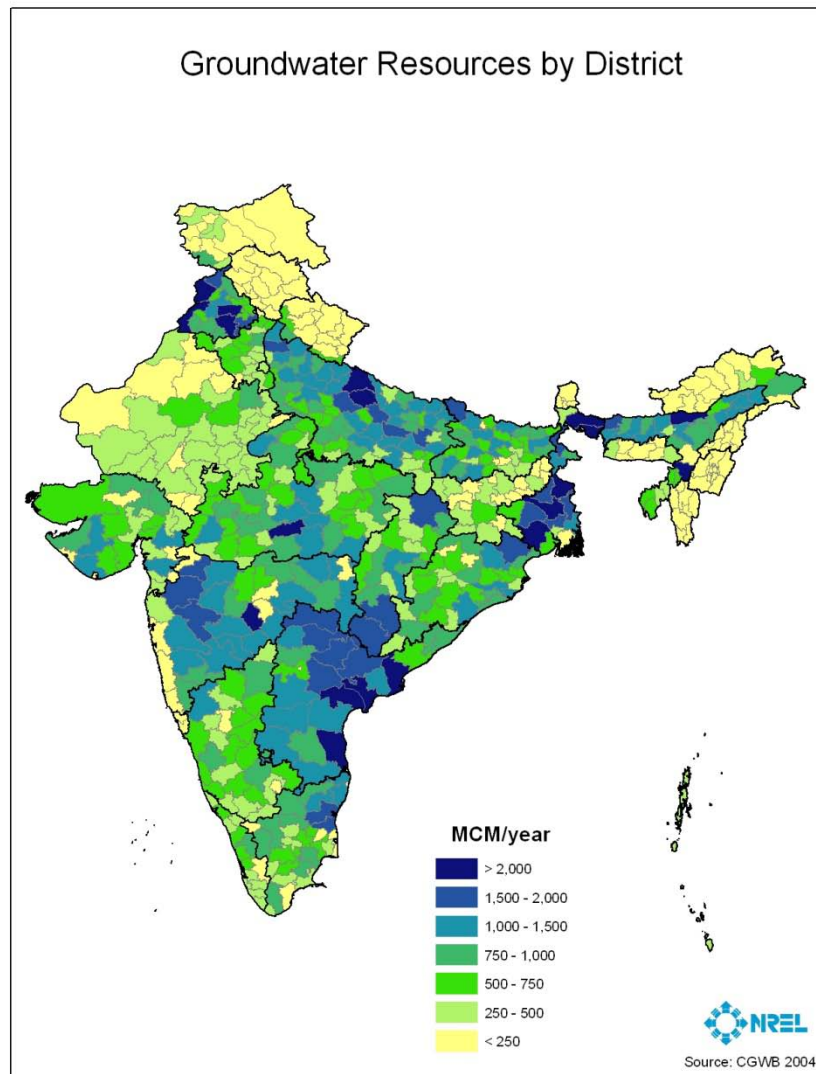 Groundwater Resources by District
MCM/year
> 2,000
1,500 - 2,000
1,000 - 1,500
750 - 1,000
500 - 750
250 - 500
< 250
NREL
Source: CGWB 2004